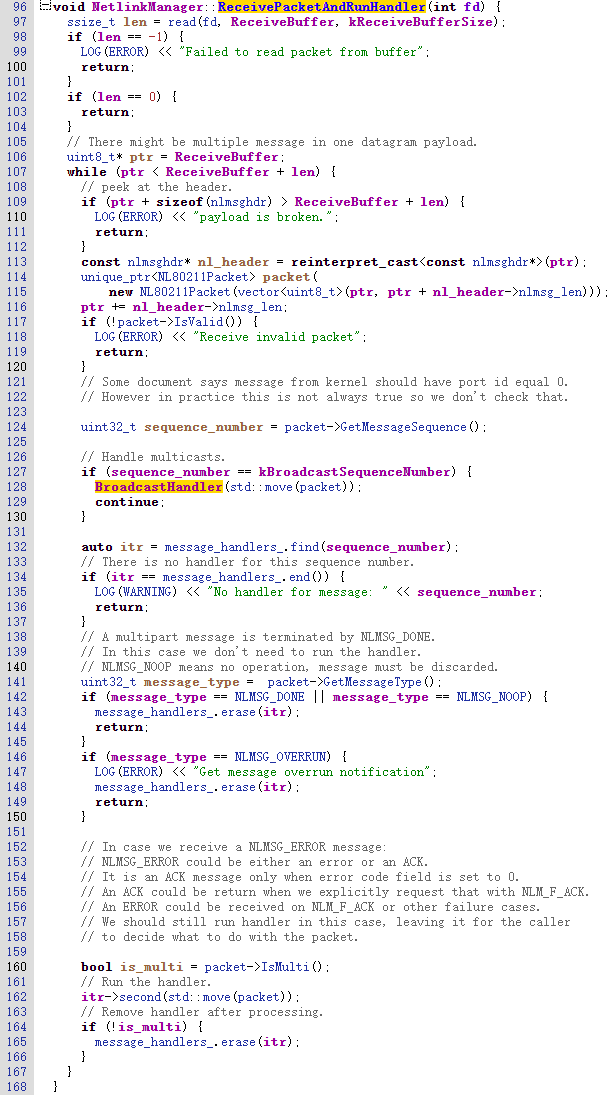 96 void NetlinkManager::ReceivePacketAndRunHandler(int fd) {
97   ssize_t len = read(fd, ReceiveBuffer, kReceiveBufferSize);
98   if (len == -1) {
99     LOG(ERROR) << "Failed to read packet from buffer";
100     return;
101   }
102   if (len == 0) {
103     return;
104   }
105   // There might be multiple message in one datagram payload.
106   uint8_t* ptr = ReceiveBuffer;
107   while (ptr < ReceiveBuffer + len) {
108     // peek at the header.
109     if (ptr + sizeof(nlmsghdr) > ReceiveBuffer + len) {
110       LOG(ERROR) << "payload is broken.";
111       return;
112     }
113     const nlmsghdr* nl_header = reinterpret_cast<const nlmsghdr*>(ptr);
114     unique_ptr<NL80211Packet> packet(
115         new NL80211Packet(vector<uint8_t>(ptr, ptr + nl_header->nlmsg_len)));
116     ptr += nl_header->nlmsg_len;
117     if (!packet->IsValid()) {
118       LOG(ERROR) << "Receive invalid packet";
119       return;
120     }
121     // Some document says message from kernel should have port id equal 0.
122     // However in practice this is not always true so we don't check that.
123
124     uint32_t sequence_number = packet->GetMessageSequence();
125
126     // Handle multicasts.
127     if (sequence_number == kBroadcastSequenceNumber) {
128       BroadcastHandler(std::move(packet));
129       continue;
130     }
131
132     auto itr = message_handlers_.find(sequence_number);
133     // There is no handler for this sequence number.
134     if (itr == message_handlers_.end()) {
135       LOG(WARNING) << "No handler for message: " << sequence_number;
136       return;
137     }
138     // A multipart message is terminated by NLMSG_DONE.
139     // In this case we don't need to run the handler.
140     // NLMSG_NOOP means no operation, message must be discarded.
141     uint32_t message_type =  packet->GetMessageType();
142     if (message_type == NLMSG_DONE || message_type == NLMSG_NOOP) {
143       message_handlers_.erase(itr);
144       return;
145     }
146     if (message_type == NLMSG_OVERRUN) {
147       LOG(ERROR) << "Get message overrun notification";
148       message_handlers_.erase(itr);
149       return;
150     }
151
152     // In case we receive a NLMSG_ERROR message:
153     // NLMSG_ERROR could be either an error or an ACK.
154     // It is an ACK message only when error code field is set to 0.
155     // An ACK could be return when we explicitly request that with NLM_F_ACK.
156     // An ERROR could be received on NLM_F_ACK or other failure cases.
157     // We should still run handler in this case, leaving it for the caller
158     // to decide what to do with the packet.
159
160     bool is_multi = packet->IsMulti();
161     // Run the handler.
162     itr->second(std::move(packet));
163     // Remove handler after processing.
164     if (!is_multi) {
165       message_handlers_.erase(itr);
166     }
167   }
168 }